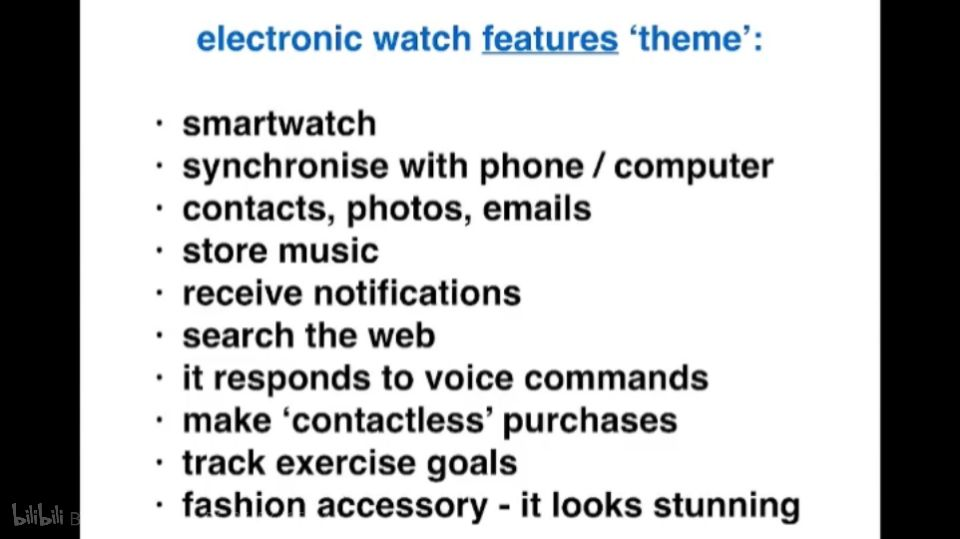 electronic watch features ‘theme’:
· smartwatch
· synchronise with phone / computer
· contacts, photos, emails
· store music
· receive notifications
· search the web
· it responds to voice commands
· make ‘contactless’ purchases
· track exercise goals
· fashion accessory - it looks stunning
bilibili